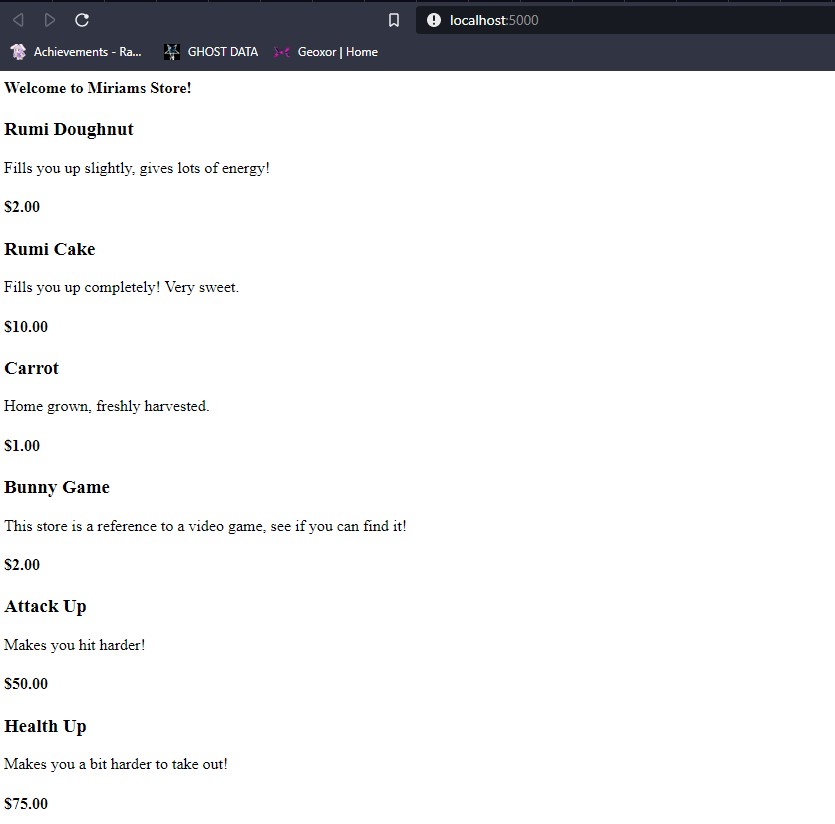 localhost:5000
Achievements - Ra...
GHOST DATA
Geoxor | Home
Welcome to Miriams Store!
Rumi Doughnut
Fills you up slightly, gives lots of energy!
$2.00
Rumi Cake
Fills you up completely! Very sweet.
$10.00
Carrot
Home grown, freshly harvested.
$1.00
Bunny Game
This store is a reference to a video game, see if you can find it!
$2.00
Attack Up
Makes you hit harder!
$50.00
Health Up
Makes you a bit harder to take out!
$75.00